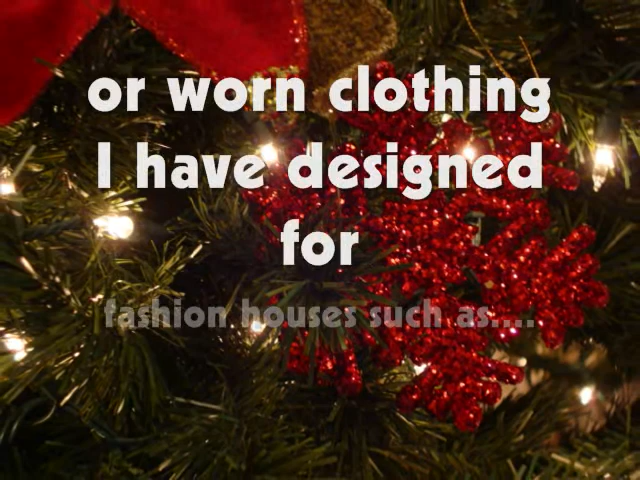 or worn clothing
I have designed
for
fashion houses such as....